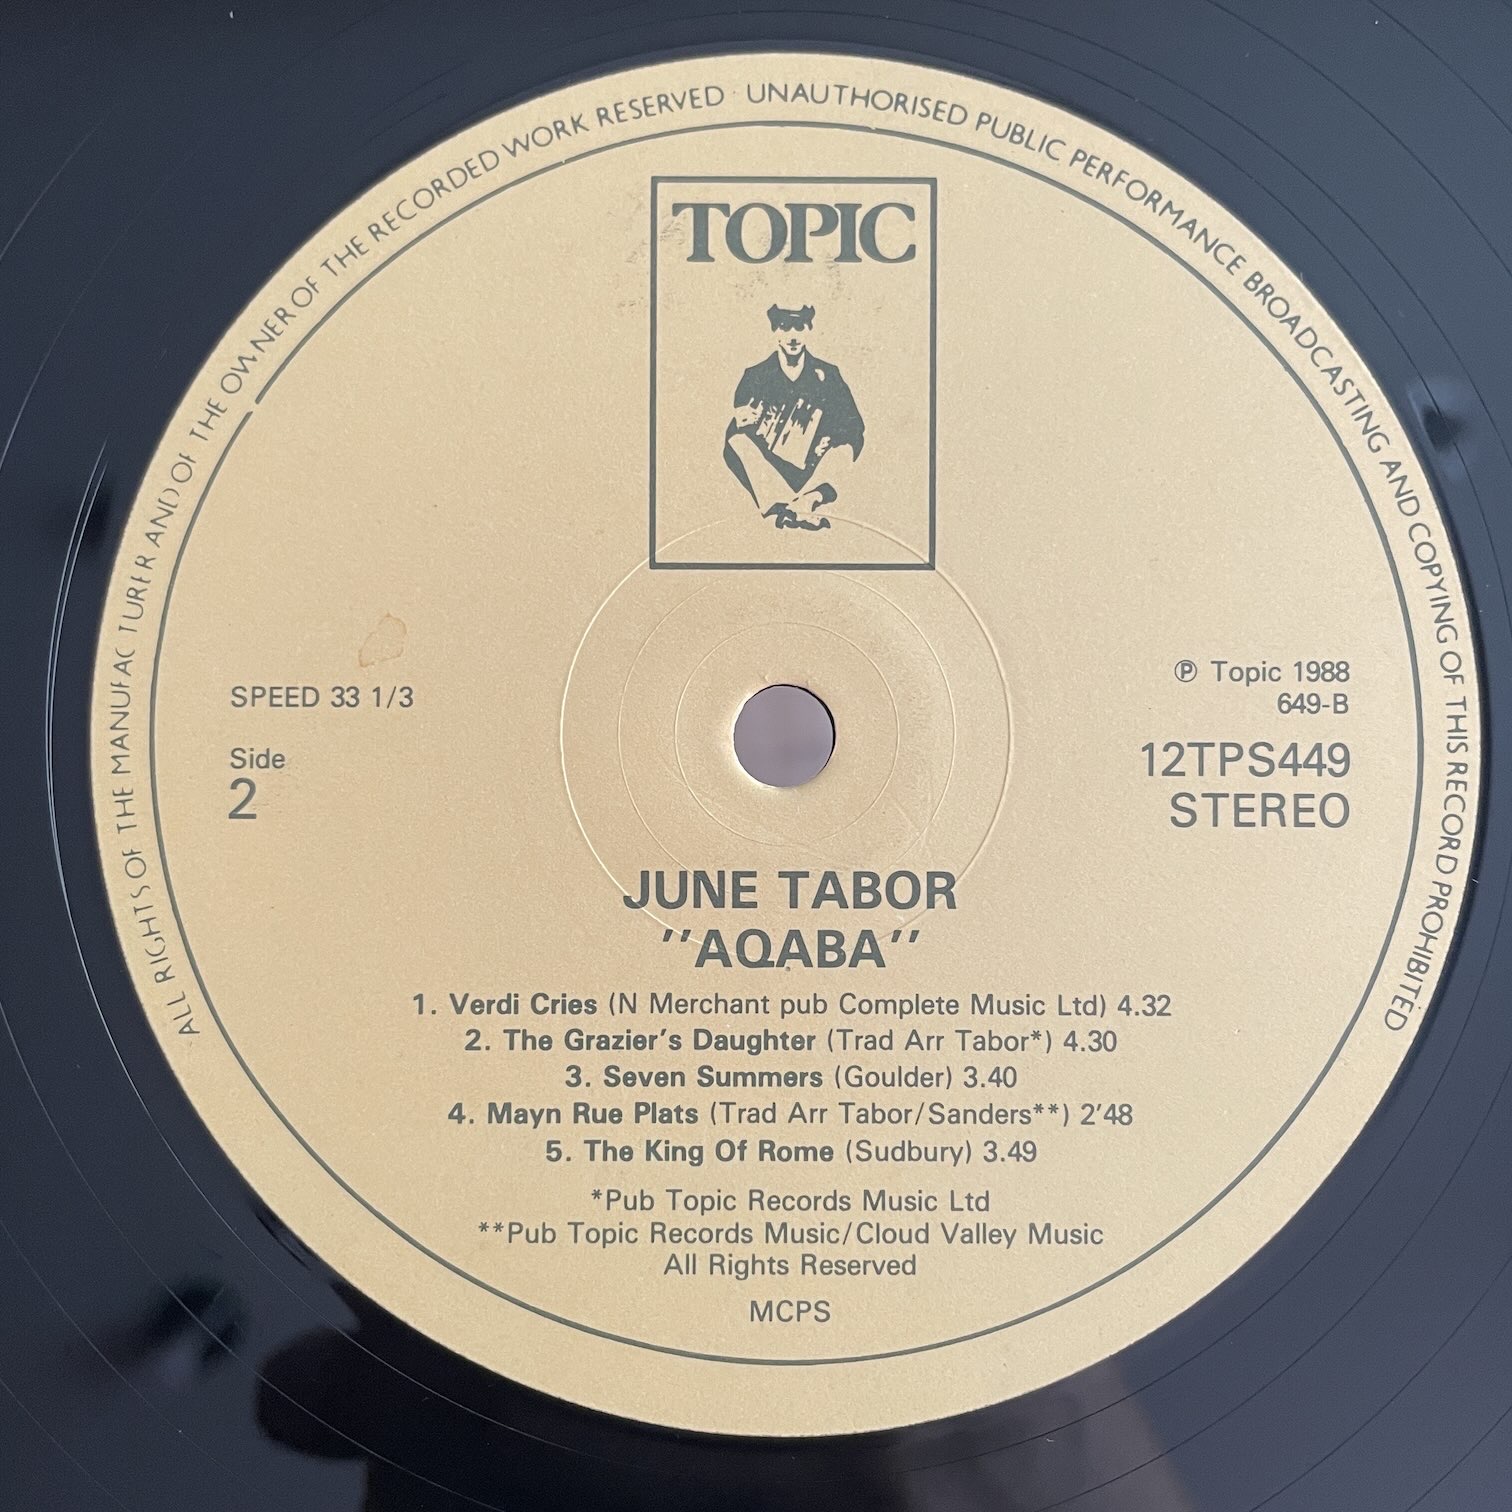 ALL RIGHTS OF THE MANUFACTURER AND OF THE OWNER OF THE RECORDED WORK RESERVED · UNAUTHORISED PUBLIC PERFORMANCE BROADCASTING AND COPYING OF THIS RECORD PROHIBITED
TOPIC
SPEED 33 1/3
Side
2
℗ Topic 1988
649-B
12TPS449
STEREO
JUNE TABOR
''AQABA''
1. Verdi Cries (N Merchant pub Complete Music Ltd) 4.32
2. The Grazier's Daughter (Trad Arr Tabor*) 4.30
3. Seven Summers (Goulder) 3.40
4. Mayn Rue Plats (Trad Arr Tabor/Sanders**) 2'48
5. The King Of Rome (Sudbury) 3.49
*Pub Topic Records Music Ltd
**Pub Topic Records Music/Cloud Valley Music
All Rights Reserved
MCPS